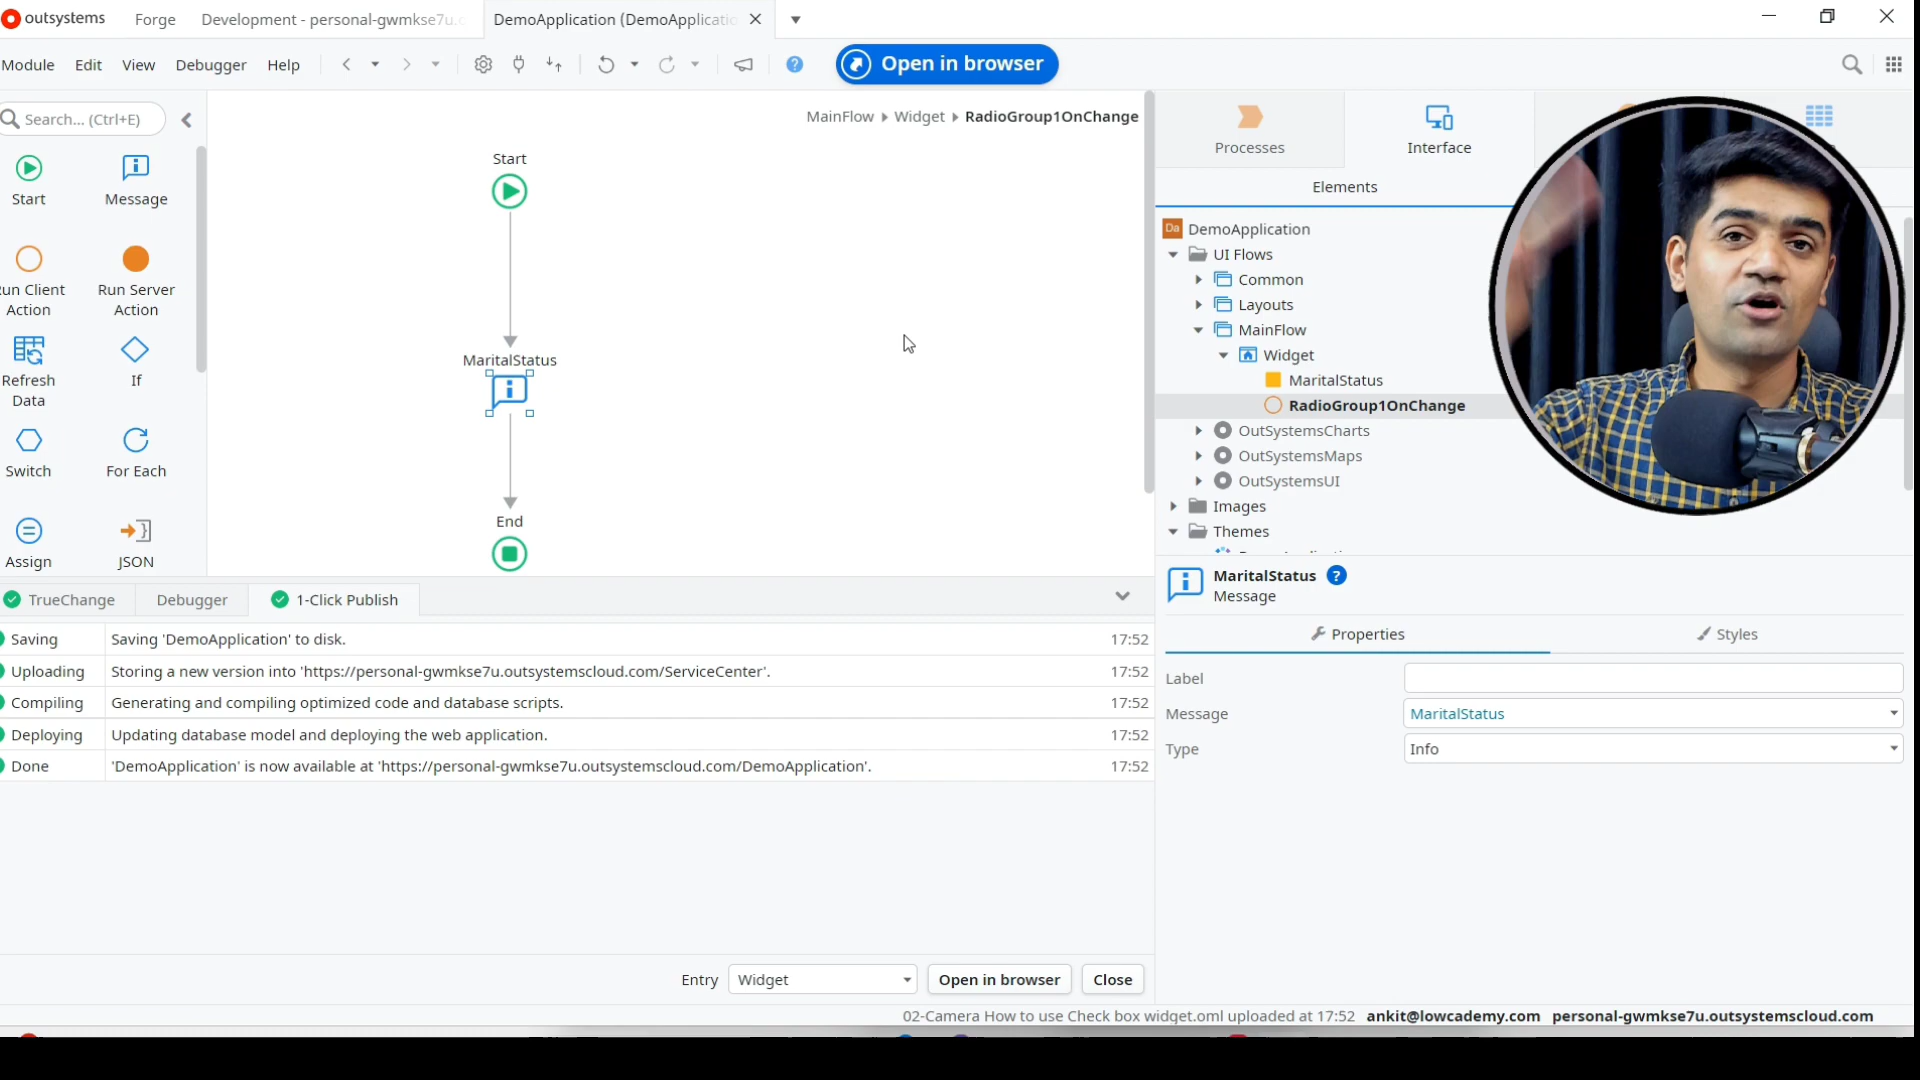 outsystems
Forge
Development - personal-gwmkse7u.o
DemoApplication (DemoApplicatio
Module
Edit
View
Debugger
Help
Open in browser
Search... (Ctrl+E)
Start
Message
un Client
Action
Run Server
Action
Refresh
Data
If
Switch
For Each
Assign
JSON
MainFlow
Widget
RadioGroup1OnChange
Start
MaritalStatus
End
Processes
Interface
Elements
Da
DemoApplication
UI Flows
Common
Layouts
MainFlow
Widget
MaritalStatus
RadioGroup1OnChange
OutSystemsCharts
OutSystemsMaps
OutSystemsUI
Images
Themes
MaritalStatus
Message
Properties
Styles
Label
Message
MaritalStatus
Type
Info
TrueChange
Debugger
1-Click Publish
Saving
Saving 'DemoApplication' to disk.
17:52
Uploading
Storing a new version into 'https://personal-gwmkse7u.outsystemscloud.com/ServiceCenter'.
17:52
Compiling
Generating and compiling optimized code and database scripts.
17:52
Deploying
Updating database model and deploying the web application.
17:52
Done
'DemoApplication' is now available at 'https://personal-gwmkse7u.outsystemscloud.com/DemoApplication'.
17:52
Entry
Widget
Open in browser
Close
02-Camera How to use Check box widget.oml uploaded at 17:52
ankit@lowcademy.com
personal-gwmkse7u.outsystemscloud.com